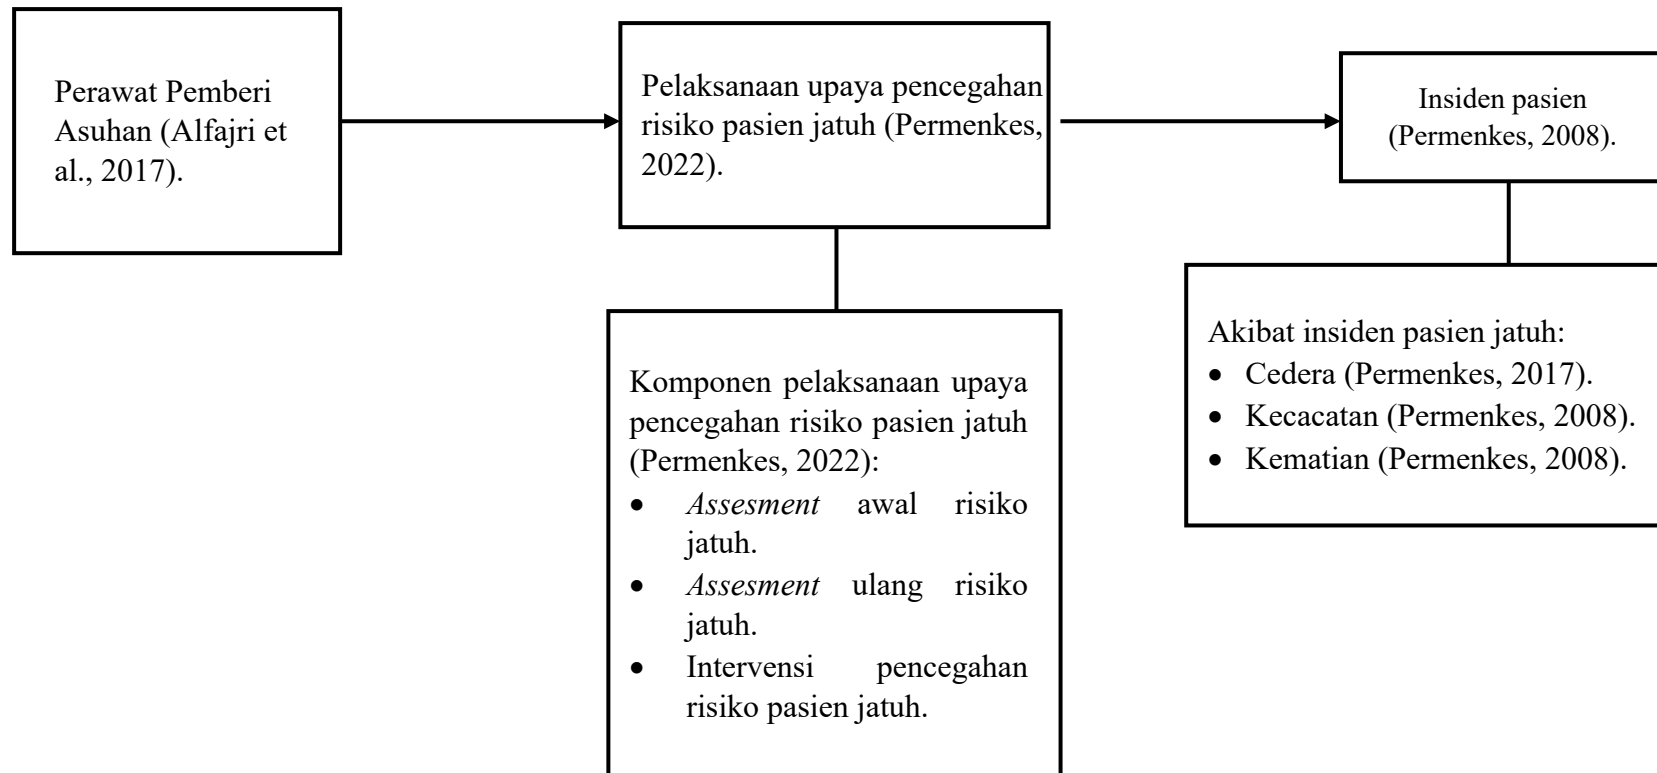 Perawat Pemberi
Asuhan (Alfajri et
al., 2017).
Pelaksanaan upaya pencegahan
risiko pasien jatuh (Permenkes,
2022).
Insiden pasien
(Permenkes, 2008).
Komponen pelaksanaan upaya
pencegahan risiko pasien jatuh
(Permenkes, 2022):
• Assesment awal risiko
jatuh.
• Assesment ulang risiko
jatuh.
• Intervensi pencegahan
risiko pasien jatuh.
Akibat insiden pasien jatuh:
• Cedera (Permenkes, 2017).
• Kecacatan (Permenkes, 2008).
• Kematian (Permenkes, 2008).